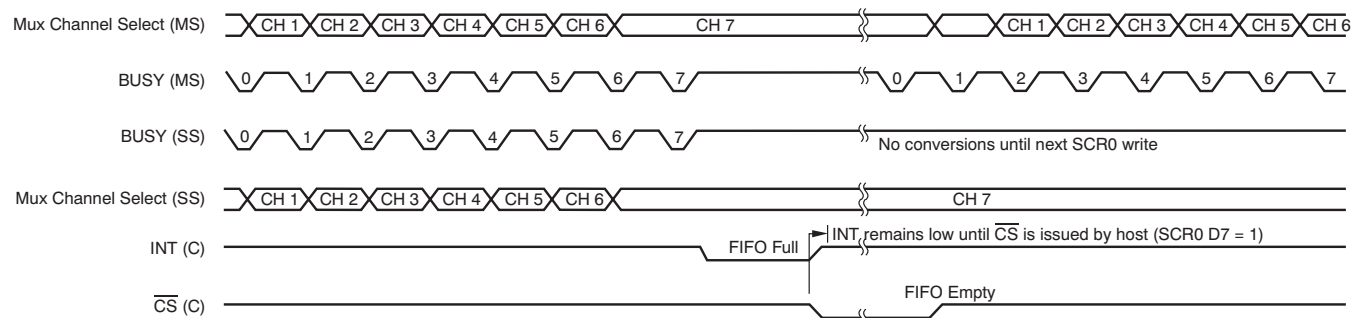 Mux Channel Select (MS) CH 1 CH 2 CH 3 CH 4 CH 5 CH 6 CH 7 CH 1 CH 2 CH 3 CH 4 CH 5 CH 6
BUSY (MS) 0 1 2 3 4 5 6 7 0 1 2 3 4 5 6 7
BUSY (SS) 0 1 2 3 4 5 6 7 No conversions until next SCR0 write
Mux Channel Select (SS) CH 1 CH 2 CH 3 CH 4 CH 5 CH 6 CH 7
INT (C) FIFO Full INT remains low until C̅S̅ is issued by host (SCR0 D7 = 1)
C̅S̅ (C) FIFO Empty